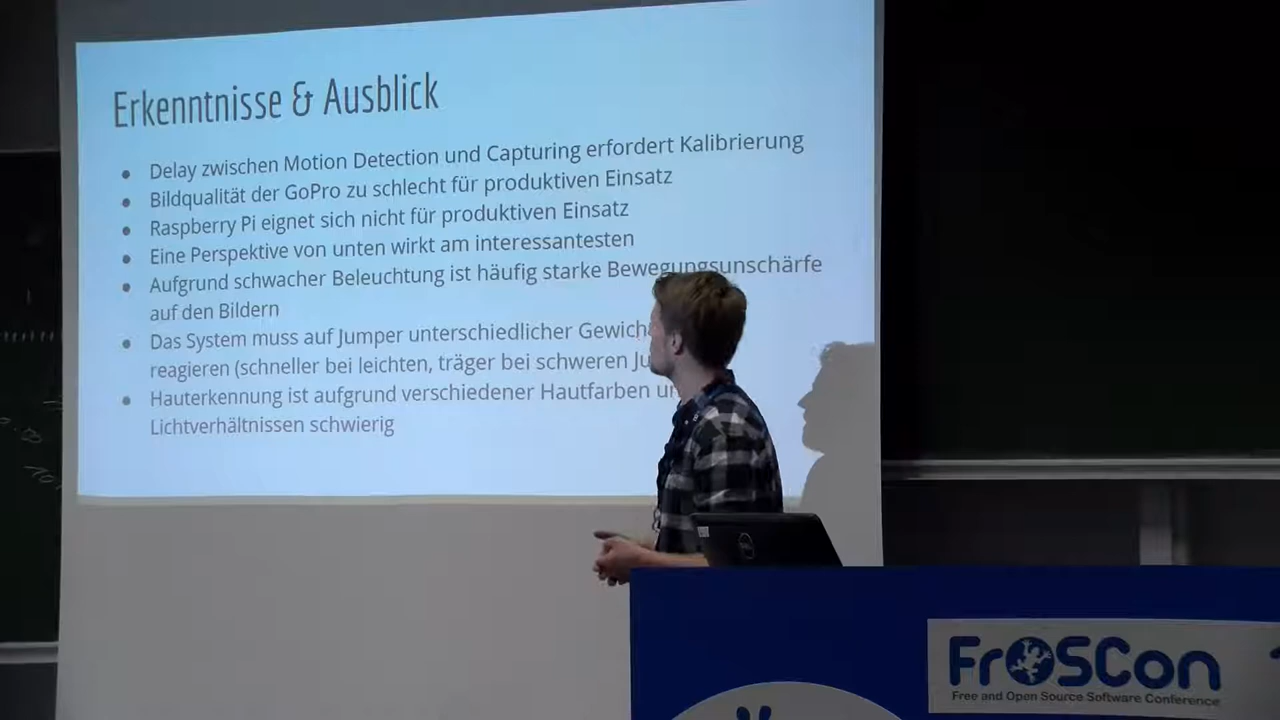 Erkenntnisse & Ausblick
• Delay zwischen Motion Detection und Capturing erfordert Kalibrierung
• Bildqualität der GoPro zu schlecht für produktiven Einsatz
• Raspberry Pi eignet sich nicht für produktiven Einsatz
• Eine Perspektive von unten wirkt am interessantesten
• Aufgrund schwacher Beleuchtung ist häufig starke Bewegungsunschärfe
auf den Bildern
• Das System muss auf Jumper unterschiedlicher
reagieren (schneller bei leichten, träger bei schweren
• Hauterkennung ist aufgrund verschiedener Hautfarben
Lichtverhältnissen schwierig
DELL
FrOSCon
Free and Open Source Software Conference